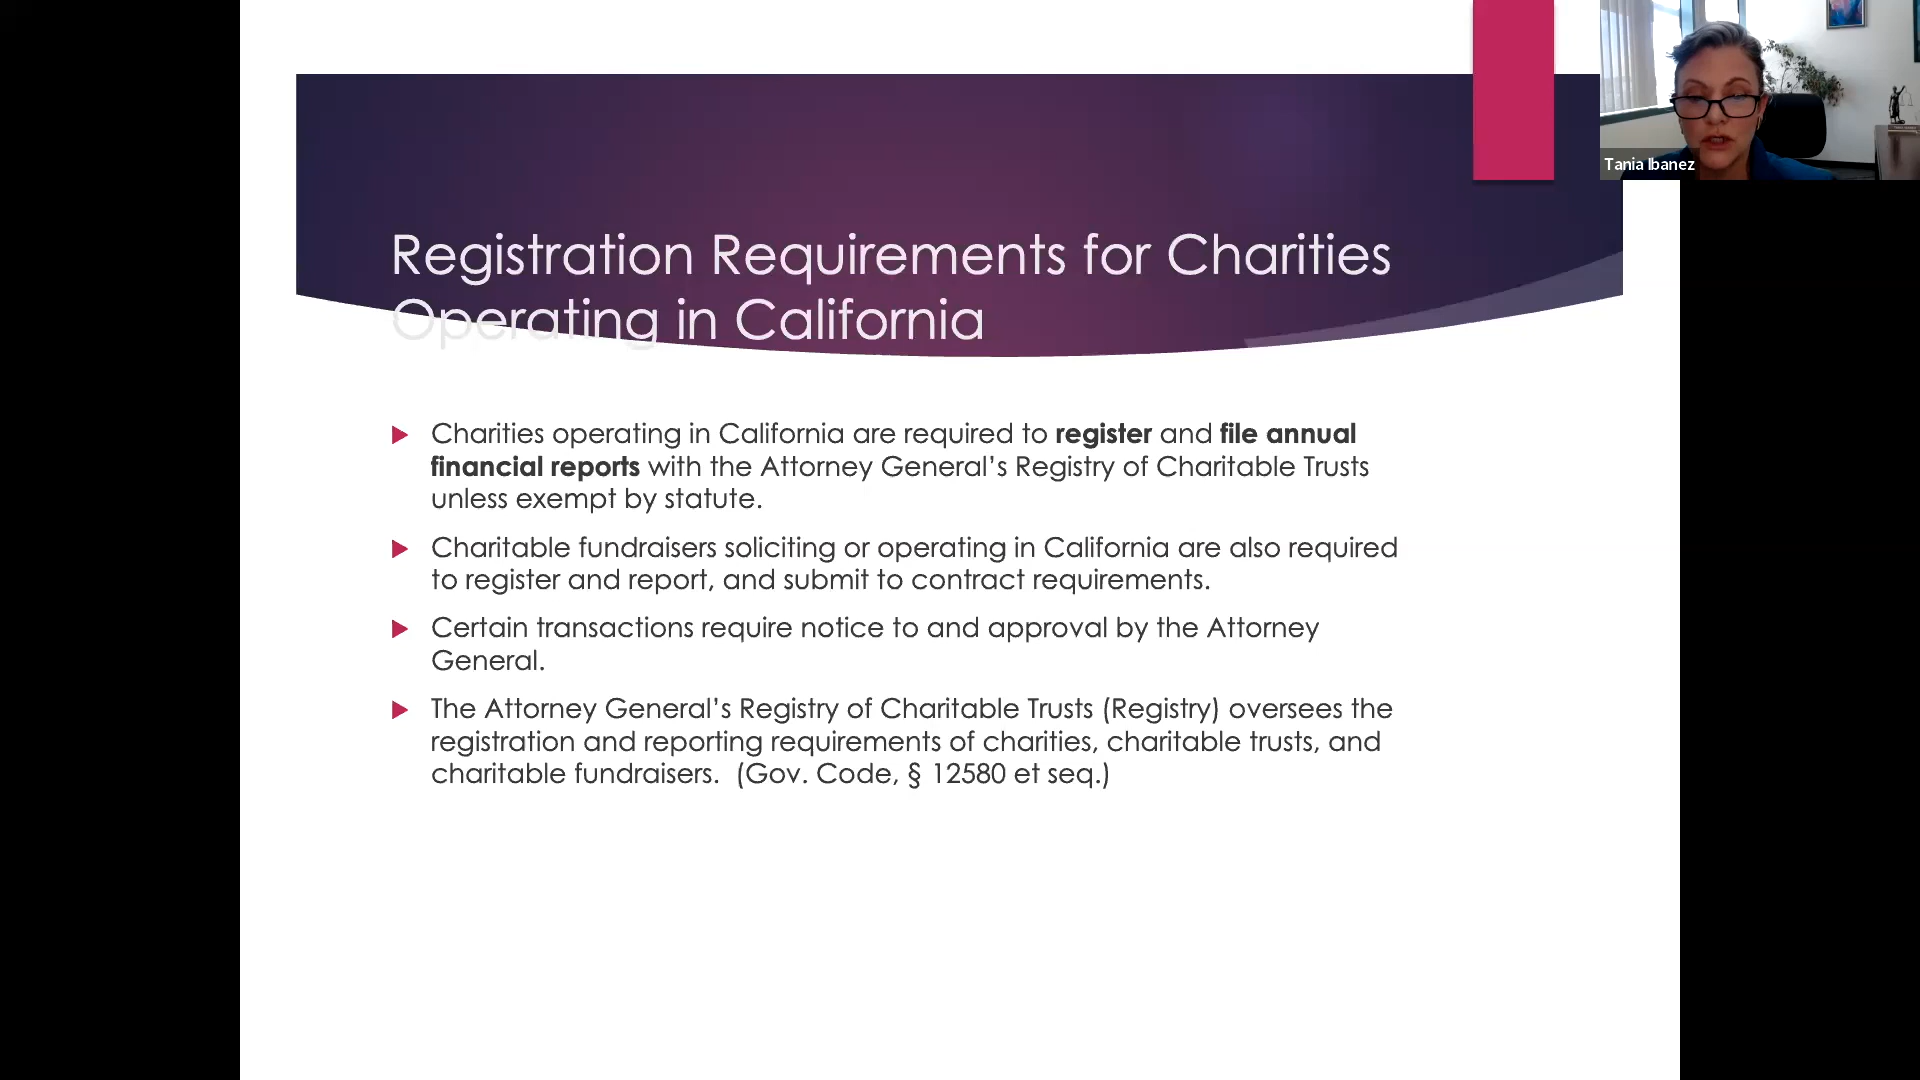 Tania Ibanez
Registration Requirements for Charities
Operating in California
Charities operating in California are required to register and file annual
financial reports with the Attorney General’s Registry of Charitable Trusts
unless exempt by statute.
Charitable fundraisers soliciting or operating in California are also required
to register and report, and submit to contract requirements.
Certain transactions require notice to and approval by the Attorney
General.
The Attorney General’s Registry of Charitable Trusts (Registry) oversees the
registration and reporting requirements of charities, charitable trusts, and
charitable fundraisers.  (Gov. Code, § 12580 et seq.)